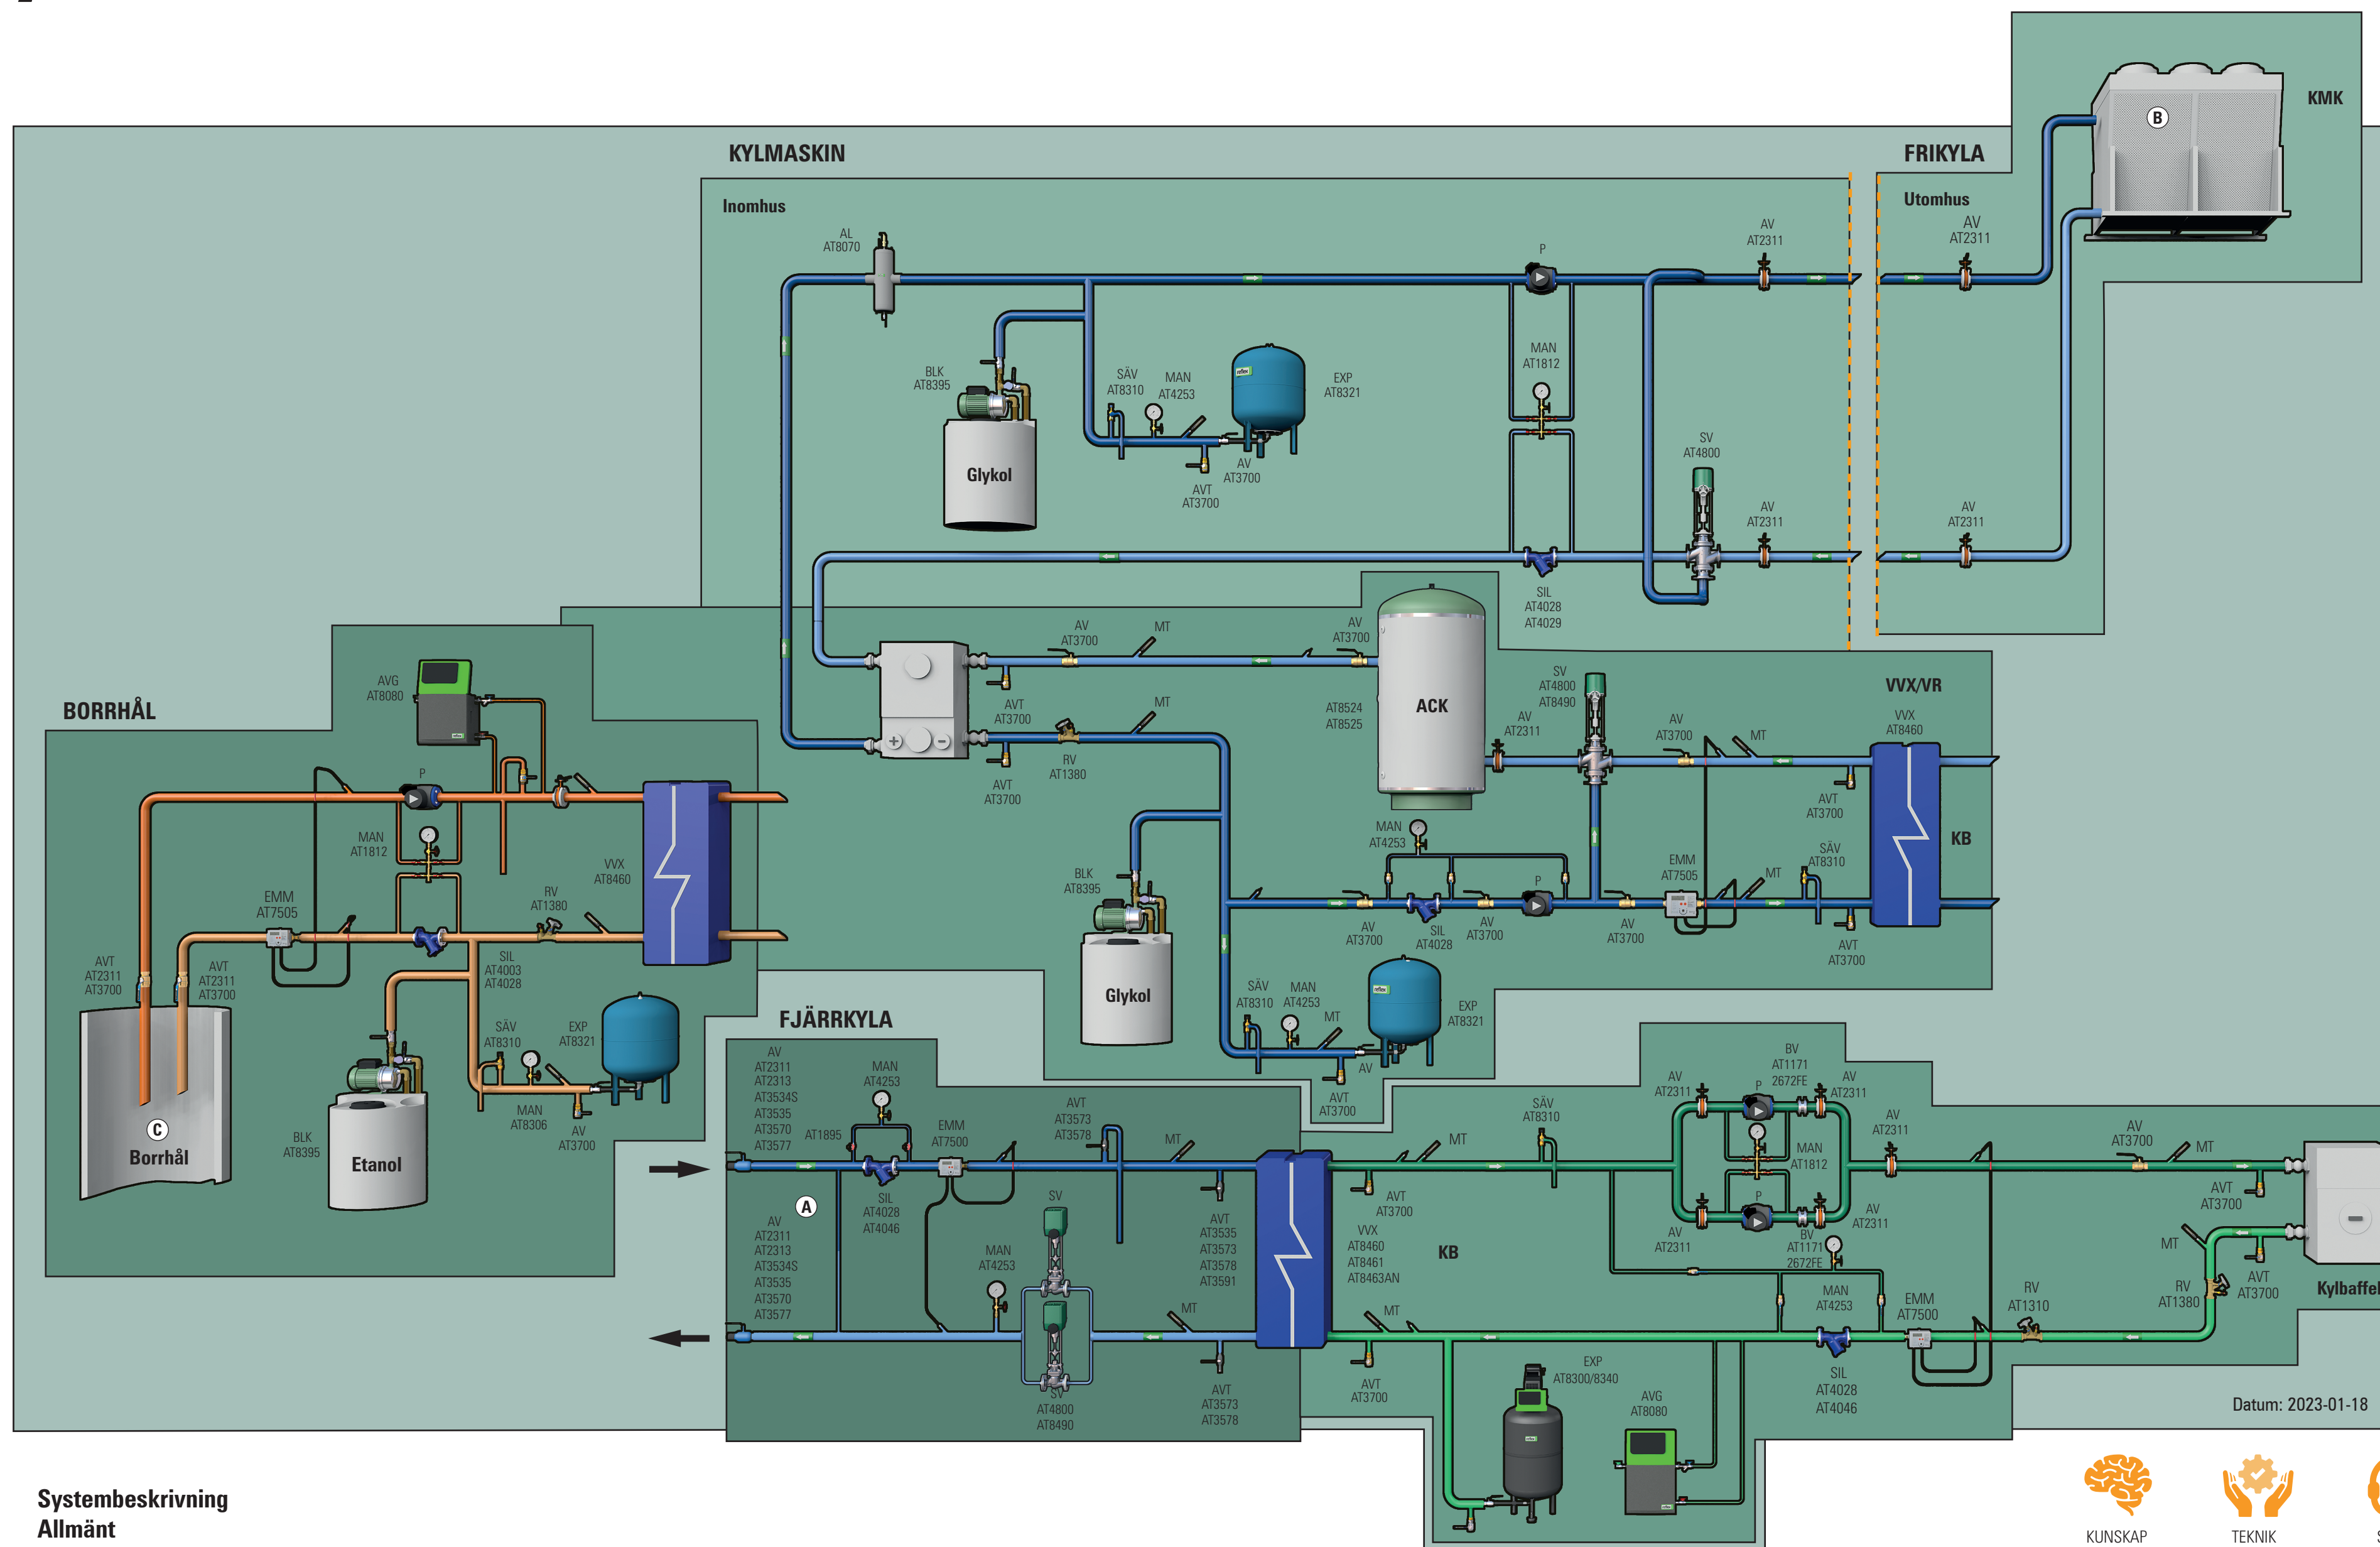 KMK
B
KYLMASKIN
FRIKYLA
Inomhus
Utomhus
AL
AT8070
P
AV
AT2311
AV
AT2311
BLK
AT8395
SÄV
AT8310
MAN
AT4253
EXP
AT8321
MAN
AT1812
SV
AT4800
Glykol
AV
AT3700
AVT
AT3700
AV
AT2311
AV
AT2311
SIL
AT4028
AT4029
AV
AT3700
MT
AV
AT3700
ACK
AT8524
AT8525
SV
AT4800
AT8490
VVX/VR
VVX
AT8460
AV
AT2311
AV
AT3700
MT
AVT
AT3700
MT
RV
AT1380
AVT
AT3700
AVT
AT3700
KB
MAN
AT4253
EMM
AT7505
MT
SÄV
AT8310
BLK
AT8395
P
AV
AT3700
SIL
AT4028
AV
AT3700
AV
AT3700
AVT
AT3700
Glykol
SÄV
AT8310
MAN
AT4253
MT
EXP
AT8321
AV
AVT
AT3700
BORRHÅL
AVG
AT8080
P
MAN
AT1812
VVX
AT8460
EMM
AT7505
RV
AT1380
AVT
AT2311
AT3700
AVT
AT2311
AT3700
SIL
AT4003
AT4028
SÄV
AT8310
EXP
AT8321
C
Borrhål
BLK
AT8395
Etanol
MAN
AT8306
AV
AT3700
FJÄRRKYLA
AV
AT2311
AT2313
AT3534S
AT3535
AT3570
AT3577
MAN
AT4253
AT1895
EMM
AT7500
AVT
AT3573
AT3578
MT
A
SIL
AT4028
AT4046
SV
AV
AT2311
AT2313
AT3534S
AT3535
AT3570
AT3577
MAN
AT4253
AVT
AT3535
AT3573
AT3578
AT3591
MT
SV
AT4800
AT8490
AVT
AT3573
AT3578
MT
SÄV
AT8310
AVT
AT3700
VVX
AT8460
AT8461
AT8463AN
KB
MT
AVT
AT3700
AV
AT2311
BV
AT1171
2672FE
P
AV
AT2311
AV
AT2311
MAN
AT1812
P
AV
AT2311
BV
AT1171
2672FE
AV
AT2311
AV
AT3700
MT
AVT
AT3700
MT
RV
AT1380
AVT
AT3700
Kylbaffel
MAN
AT4253
EMM
AT7500
RV
AT1310
SIL
AT4028
AT4046
EXP
AT8300/8340
AVG
AT8080
Datum: 2023-01-18
Systembeskrivning
Allmänt
KUNSKAP
TEKNIK